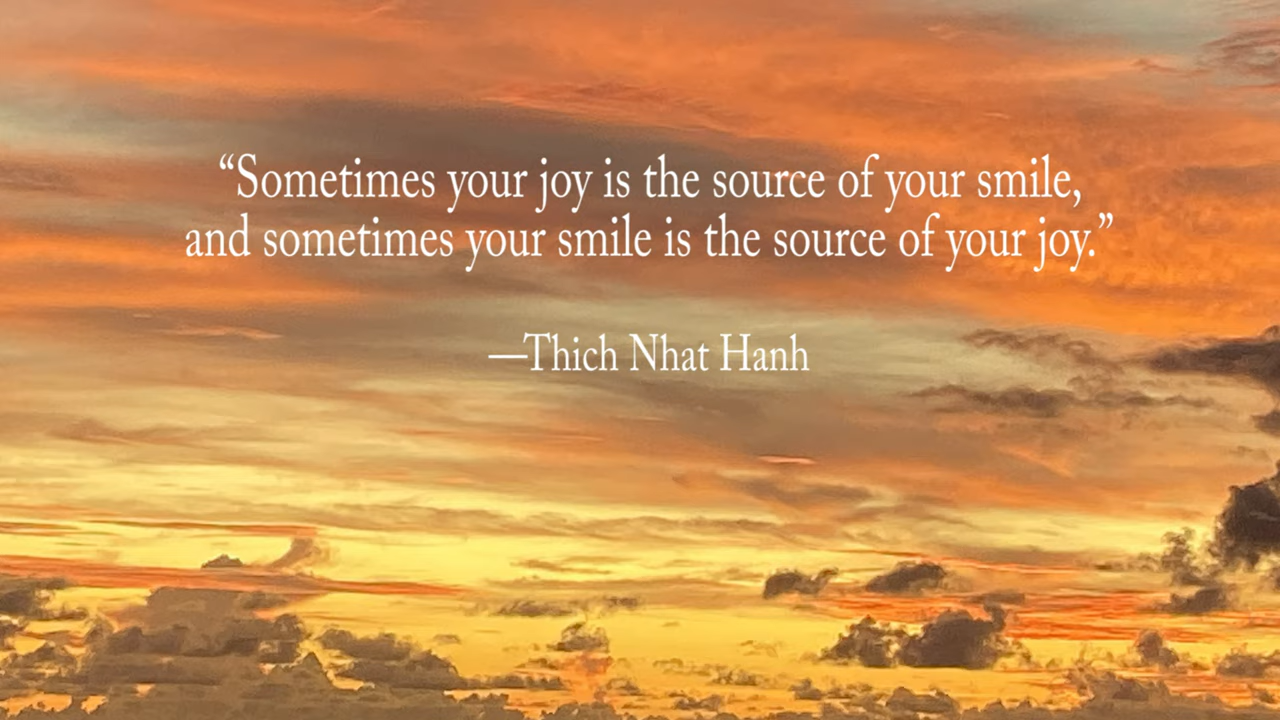 “Sometimes your joy is the source of your smile,
and sometimes your smile is the source of your joy.”
—Thich Nhat Hanh